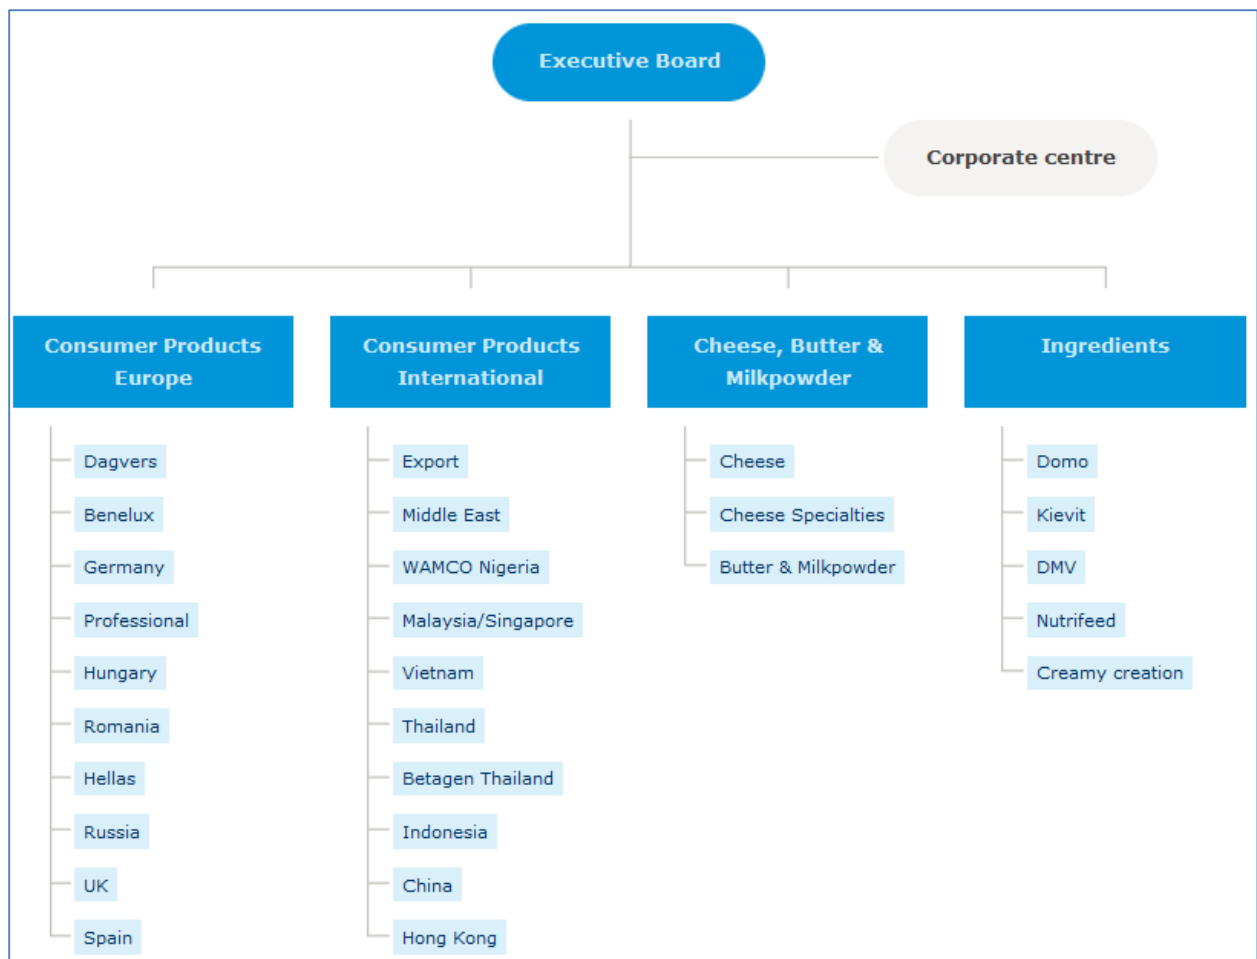 Executive Board
Corporate centre
Consumer Products
Europe
Dagvers
Benelux
Germany
Professional
Hungary
Romania
Hellas
Russia
UK
Spain
Consumer Products
International
Export
Middle East
WAMCO Nigeria
Malaysia/Singapore
Vietnam
Thailand
Betagen Thailand
Indonesia
China
Hong Kong
Cheese, Butter &
Milkpowder
Cheese
Cheese Specialties
Butter & Milkpowder
Ingredients
Domo
Kievit
DMV
Nutrifeed
Creamy creation